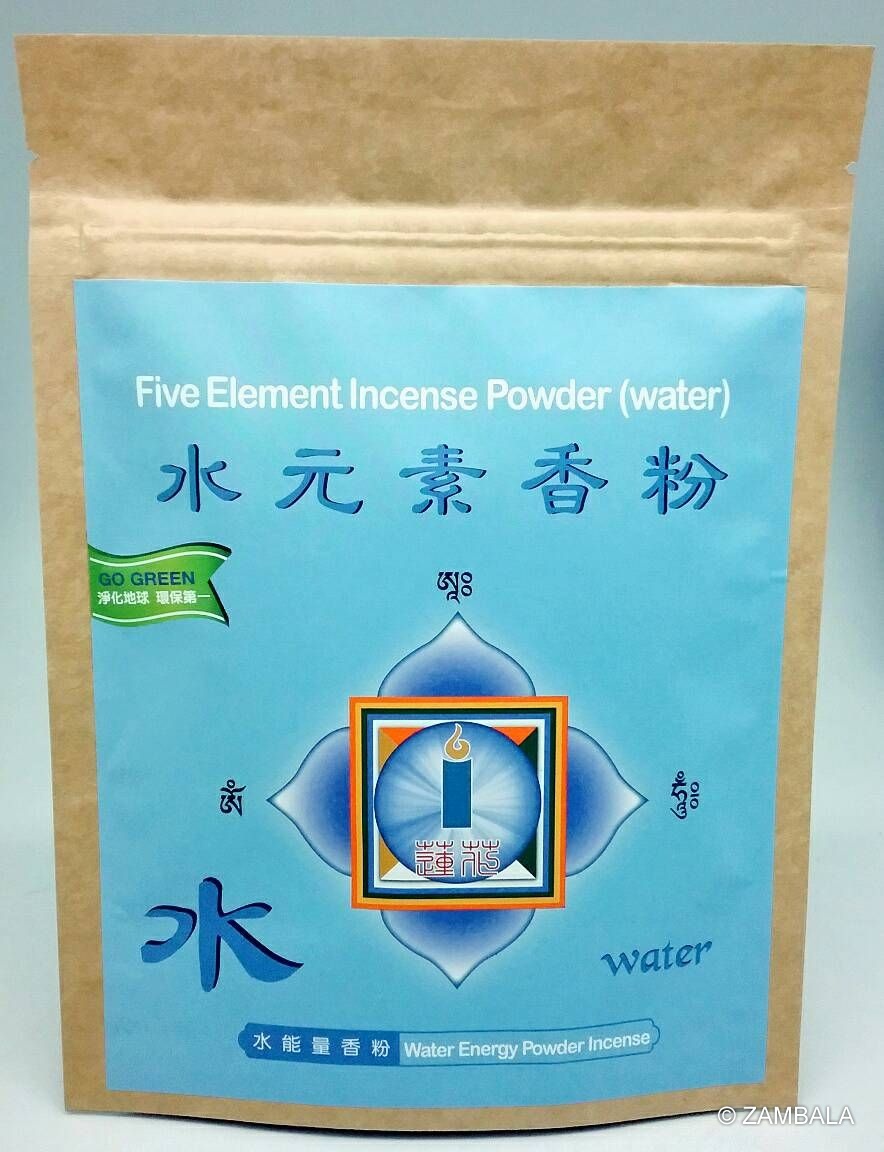 Five Element Incense Powder (water)
水元素香粉
GO GREEN
淨化地球 環保第一
ཨཱཿ
ༀ
蓮花
水
water
水能量香粉 Water Energy Powder Incense
© ZAMBALA